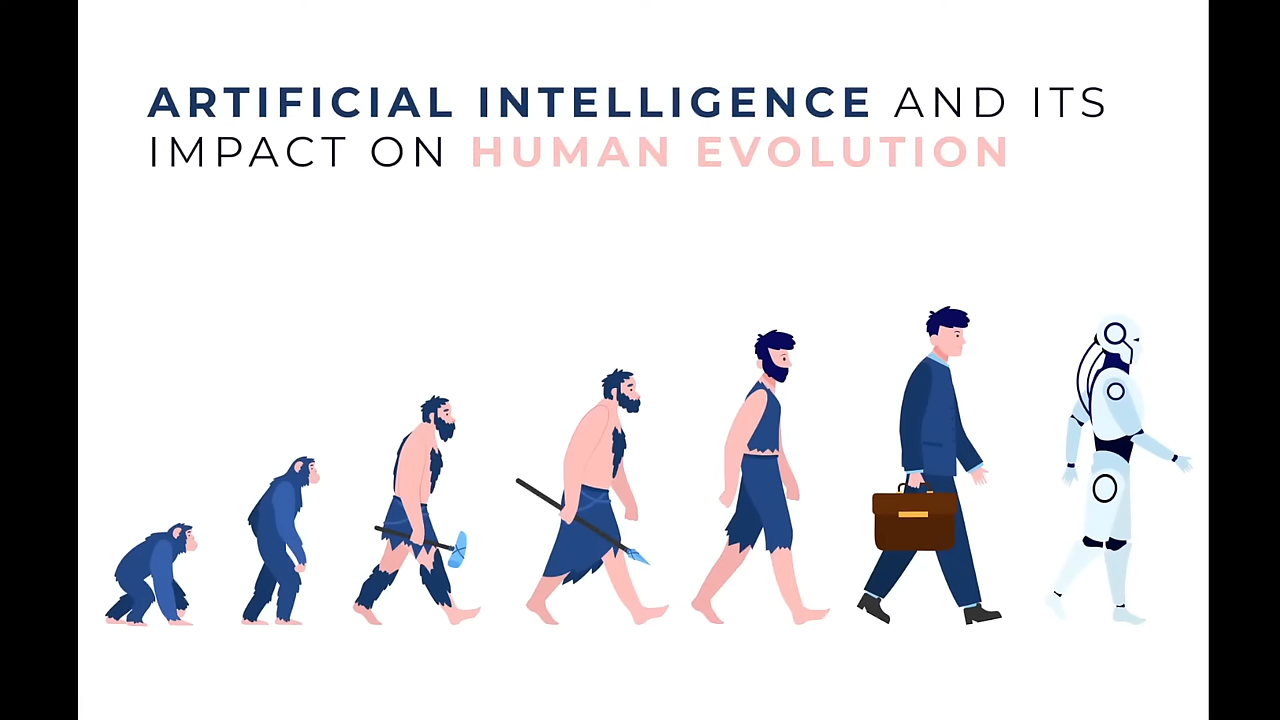 ARTIFICIAL INTELLIGENCE AND ITS
IMPACT ON HUMAN EVOLUTION